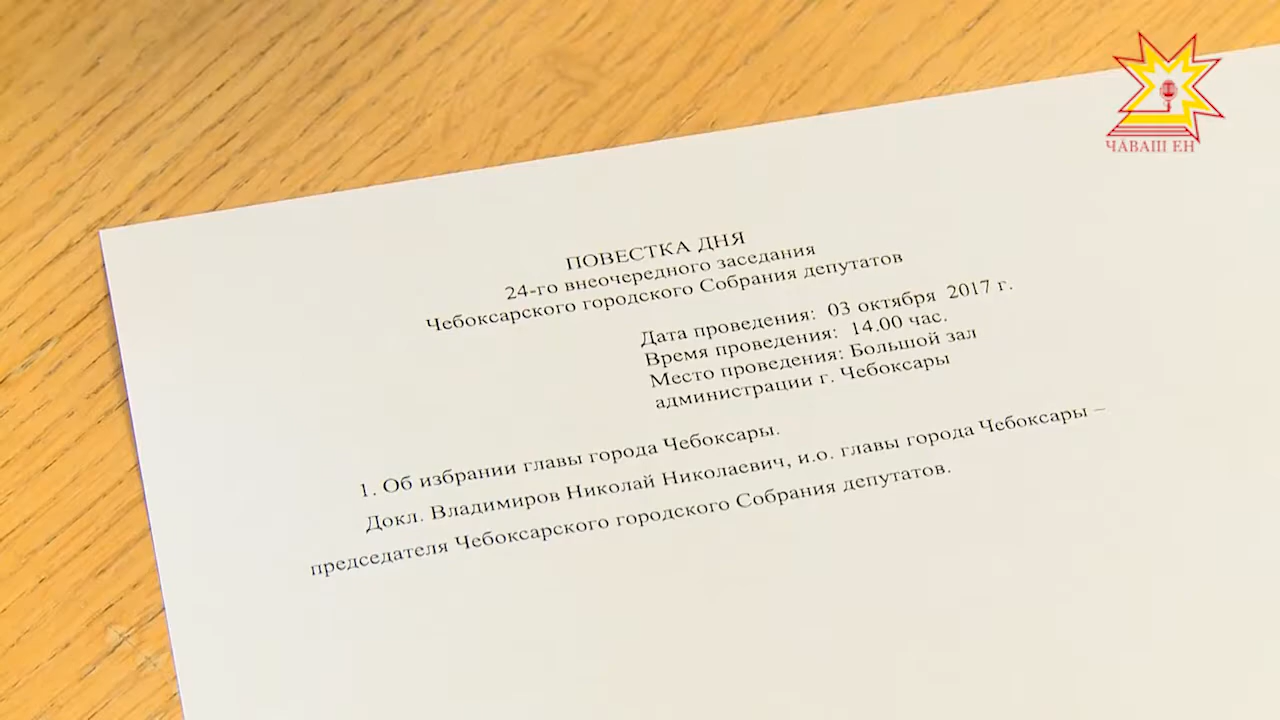 ЧӐВАШ ЕН
ПОВЕСТКА ДНЯ
24-го внеочередного заседания
Чебоксарского городского Собрания депутатов
Дата проведения: 03 октября 2017 г.
Время проведения: 14.00 час.
Место проведения: Большой зал
администрации г. Чебоксары
1. Об избрании главы города Чебоксары.
Докл. Владимиров Николай Николаевич, и.о. главы города Чебоксары –
председателя Чебоксарского городского Собрания депутатов.